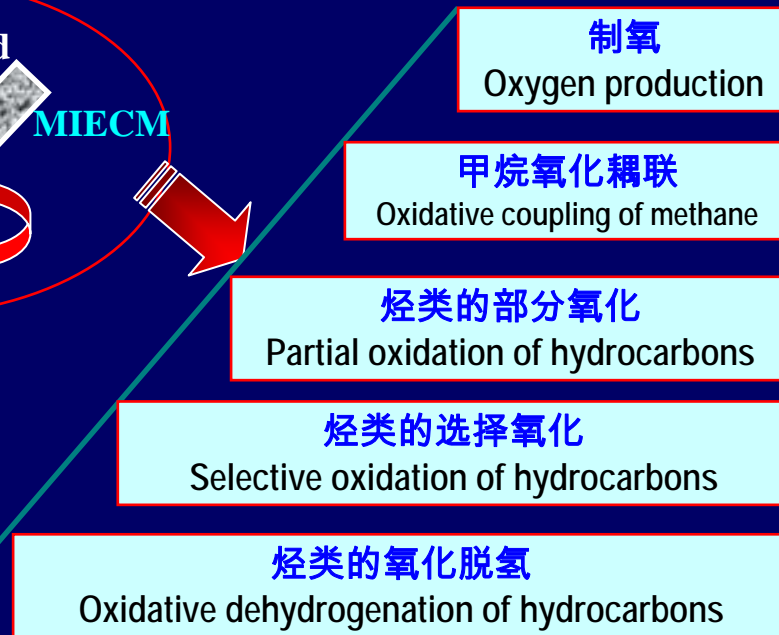 d
MIECM
制氧
Oxygen production
甲烷氧化耦联
Oxidative coupling of methane
烃类的部分氧化
Partial oxidation of hydrocarbons
烃类的选择氧化
Selective oxidation of hydrocarbons
烃类的氧化脱氢
Oxidative dehydrogenation of hydrocarbons